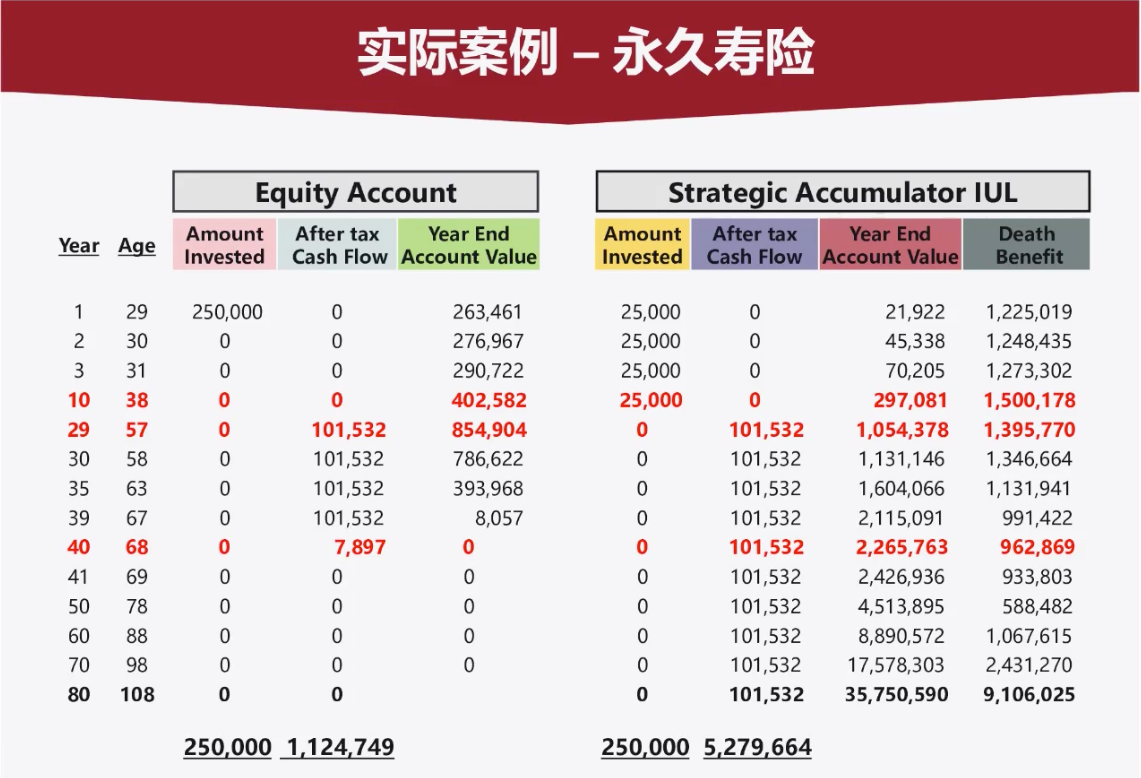 实际案例 – 永久寿险
Equity Account Strategic Accumulator IUL
Year Age Amount Invested After tax Cash Flow Year End Account Value Amount Invested After tax Cash Flow Year End Account Value Death Benefit
1 29 250,000 0 263,461 25,000 0 21,922 1,225,019
2 30 0 0 276,967 25,000 0 45,338 1,248,435
3 31 0 0 290,722 25,000 0 70,205 1,273,302
10 38 0 0 402,582 25,000 0 297,081 1,500,178
29 57 0 101,532 854,904 0 101,532 1,054,378 1,395,770
30 58 0 101,532 786,622 0 101,532 1,131,146 1,346,664
35 63 0 101,532 393,968 0 101,532 1,604,066 1,131,941
39 67 0 101,532 8,057 0 101,532 2,115,091 991,422
40 68 0 7,897 0 0 101,532 2,265,763 962,869
41 69 0 0 0 0 101,532 2,426,936 933,803
50 78 0 0 0 0 101,532 4,513,895 588,482
60 88 0 0 0 0 101,532 8,890,572 1,067,615
70 98 0 0 0 0 101,532 17,578,303 2,431,270
80 108 0 0 0 101,532 35,750,590 9,106,025
250,000 1,124,749 250,000 5,279,664